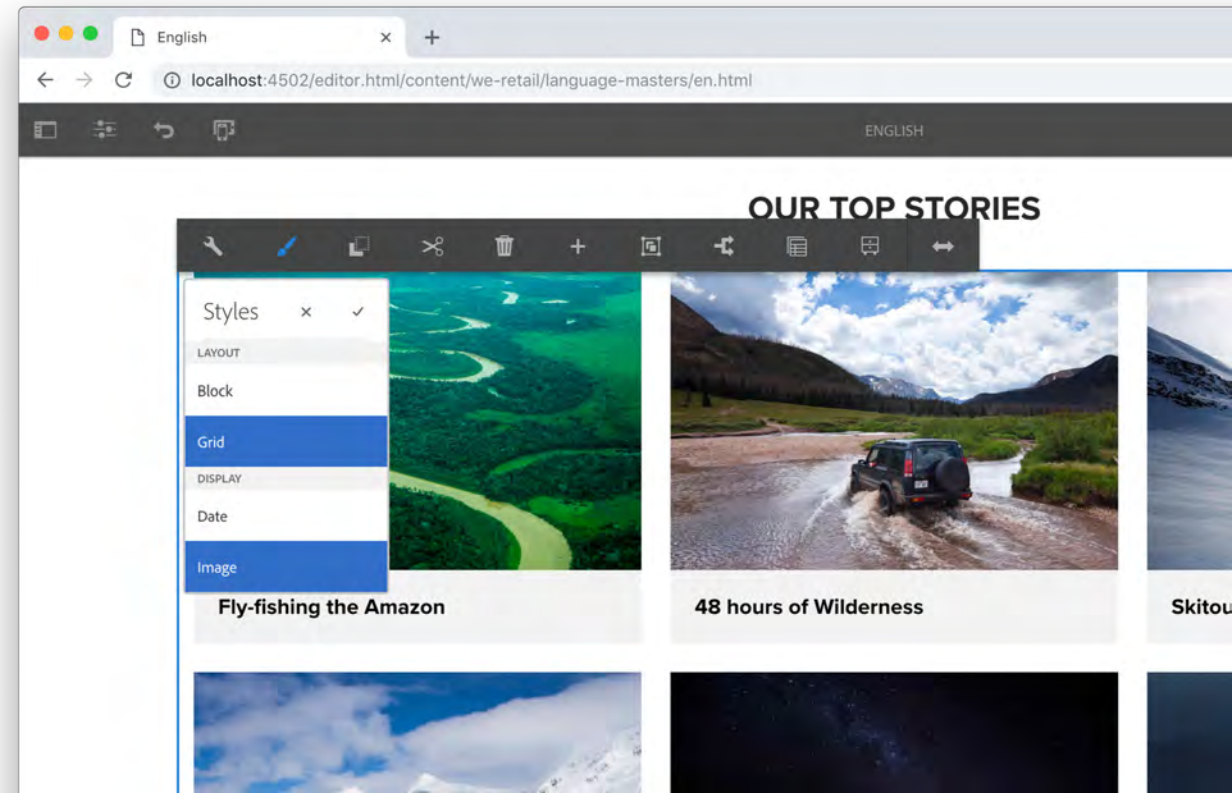 English
localhost:4502/editor.html/content/we-retail/language-masters/en.html
ENGLISH
OUR TOP STORIES
Styles
LAYOUT
Block
Grid
DISPLAY
Date
Image
Fly-fishing the Amazon
48 hours of Wilderness
Skitou